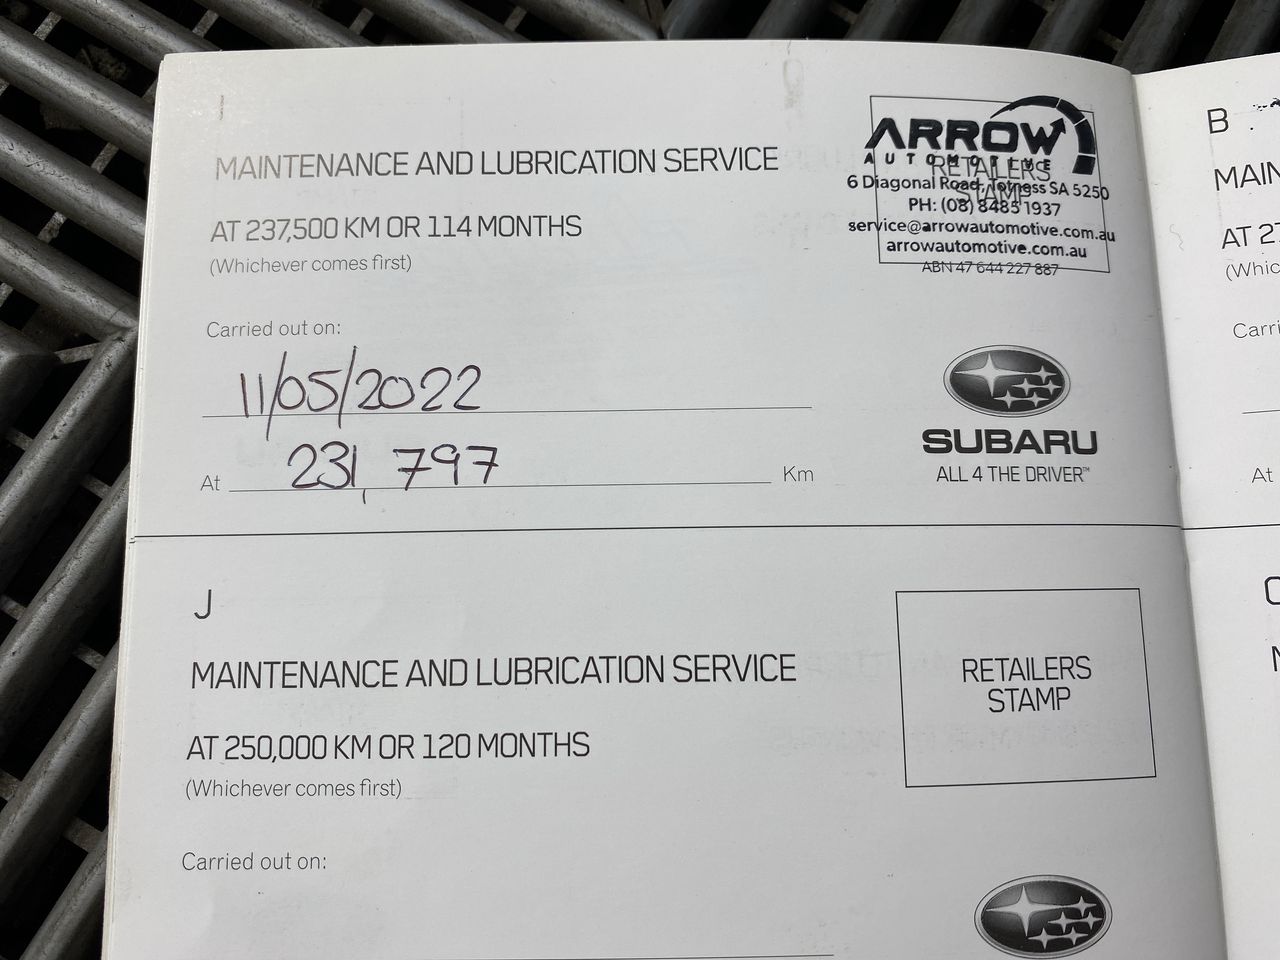 I
MAINTENANCE AND LUBRICATION SERVICE
AT 237,500 KM OR 114 MONTHS
(Whichever comes first)
Carried out on:
11/05/2022
At 231,797 Km
ARROW
AUTOMOTIVE
RETAILERS
STAMP
6 Diagonal Road, Totness SA 5250
PH: (08) 8485 1937
service@arrowautomotive.com.au
arrowautomotive.com.au
ABN 47 644 227 887
SUBARU
ALL 4 THE DRIVER™
J
MAINTENANCE AND LUBRICATION SERVICE
AT 250,000 KM OR 120 MONTHS
(Whichever comes first)
Carried out on:
RETAILERS
STAMP
B
MAIN
AT 27
(Whic
Carri
At